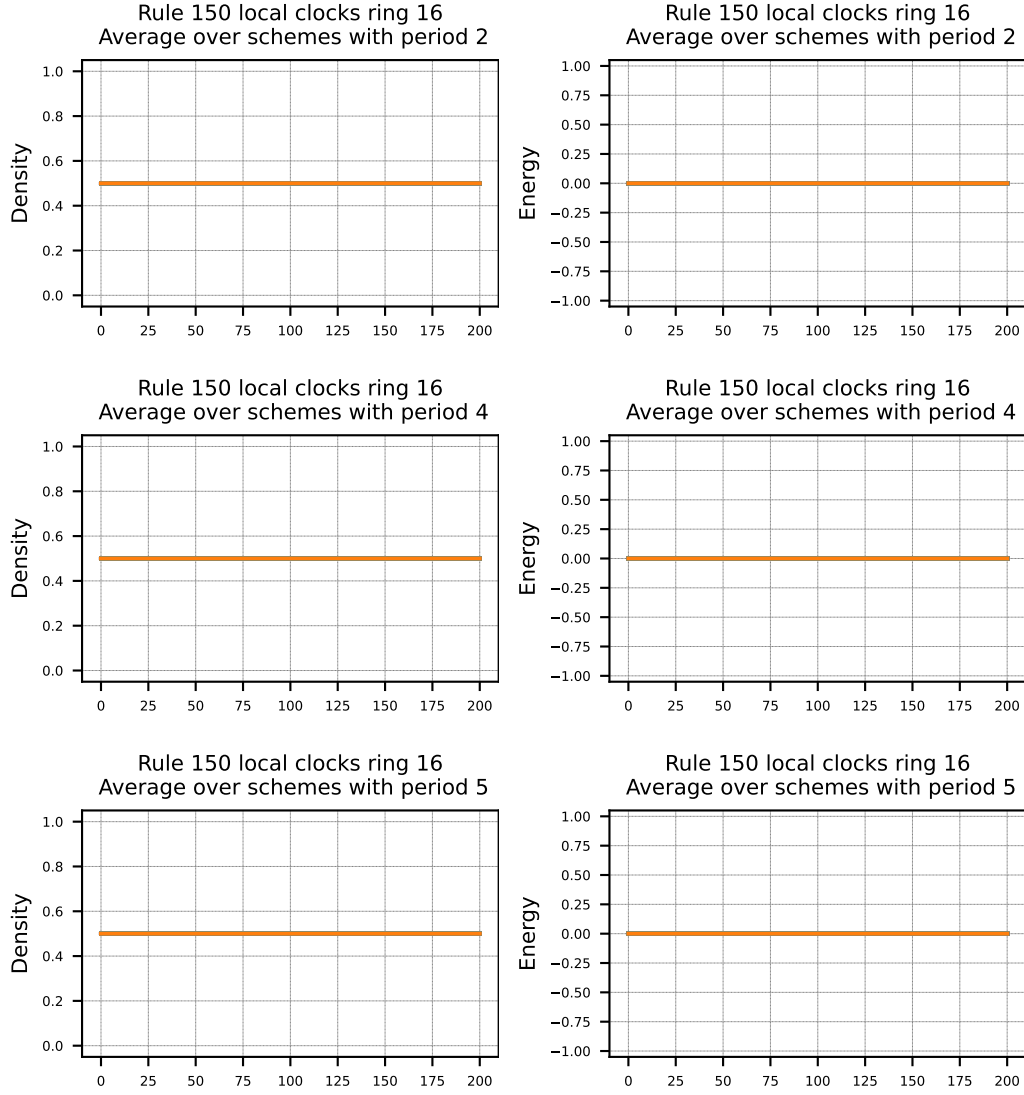 Rule 150 local clocks ring 16
Average over schemes with period 2
Density
1.0
0.8
0.6
0.4
0.2
0.0
0 25 50 75 100 125 150 175 200
Rule 150 local clocks ring 16
Average over schemes with period 2
Energy
1.00
0.75
0.50
0.25
0.00
−0.25
−0.50
−0.75
−1.00
0 25 50 75 100 125 150 175 200
Rule 150 local clocks ring 16
Average over schemes with period 4
Density
1.0
0.8
0.6
0.4
0.2
0.0
0 25 50 75 100 125 150 175 200
Rule 150 local clocks ring 16
Average over schemes with period 4
Energy
1.00
0.75
0.50
0.25
0.00
−0.25
−0.50
−0.75
−1.00
0 25 50 75 100 125 150 175 200
Rule 150 local clocks ring 16
Average over schemes with period 5
Density
1.0
0.8
0.6
0.4
0.2
0.0
0 25 50 75 100 125 150 175 200
Rule 150 local clocks ring 16
Average over schemes with period 5
Energy
1.00
0.75
0.50
0.25
0.00
−0.25
−0.50
−0.75
−1.00
0 25 50 75 100 125 150 175 200